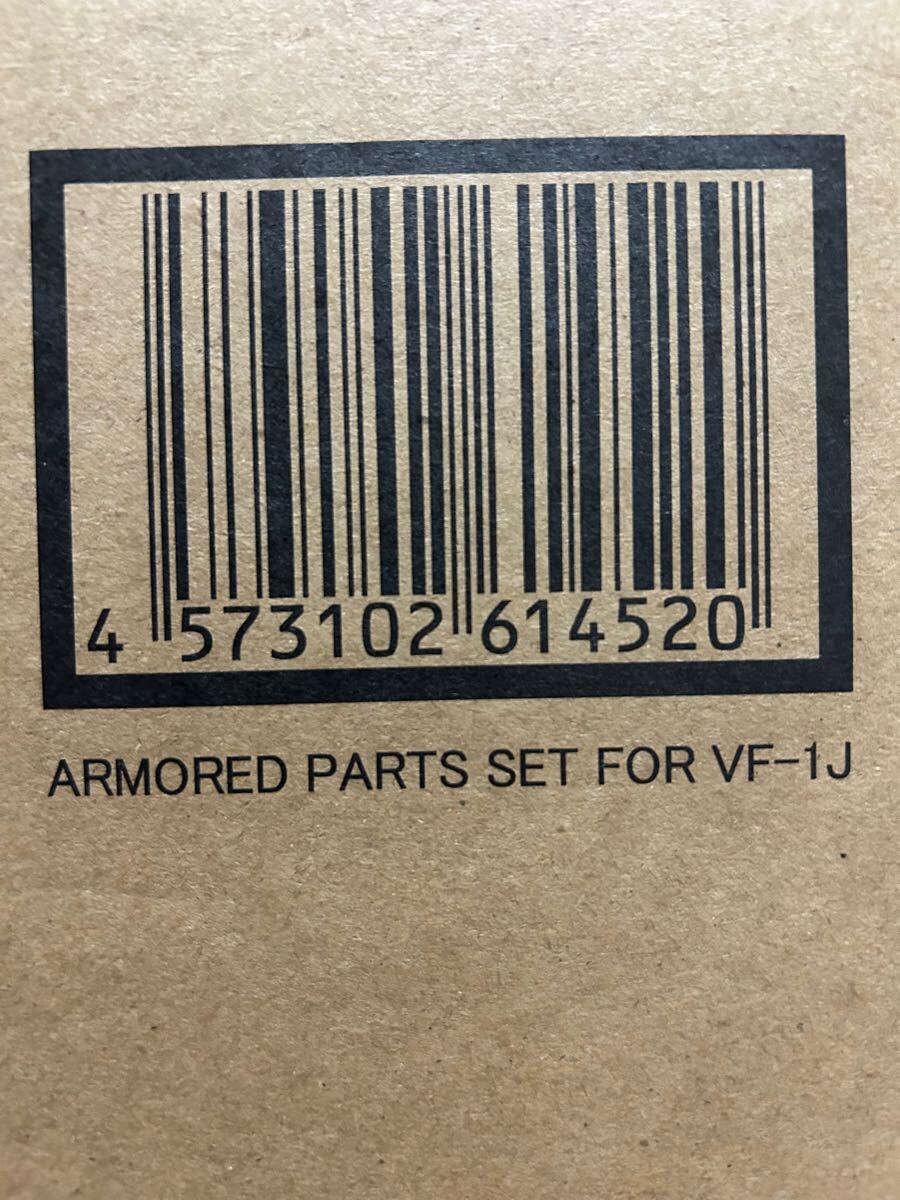 4 573102 614520
ARMORED PARTS SET FOR VF-1J